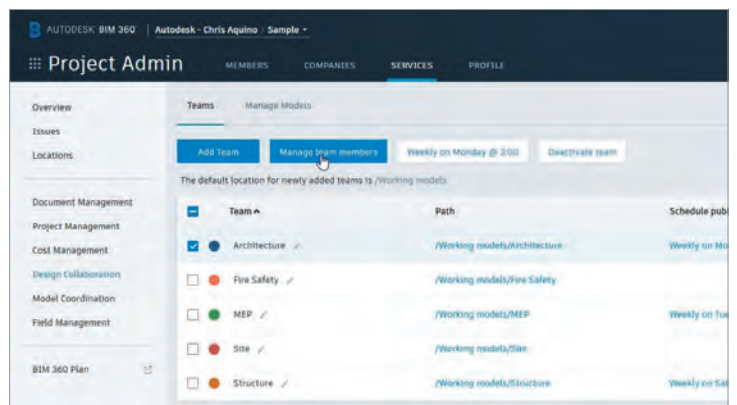 AUTODESK BIM 360 | Autodesk - Chris Aquino / Sample
Project Admin MEMBERS COMPANIES SERVICES PROFILE
Overview
Issues
Locations
Document Management
Project Management
Cost Management
Design Collaboration
Model Coordination
Field Management
BIM 360 Plan
Teams Manage Models
Add Team Manage team members Weekly on Monday @ 2:00 Deactivate team
The default location for newly added teams is /Working models
Team Path Schedule publ
Architecture /Working models/Architecture Weekly on Mo
Fire Safety /Working models/Fire Safety
MEP /Working models/MEP Weekly on Tue
Site /Working models/Site
Structure /Working models/Structure Weekly on Sat